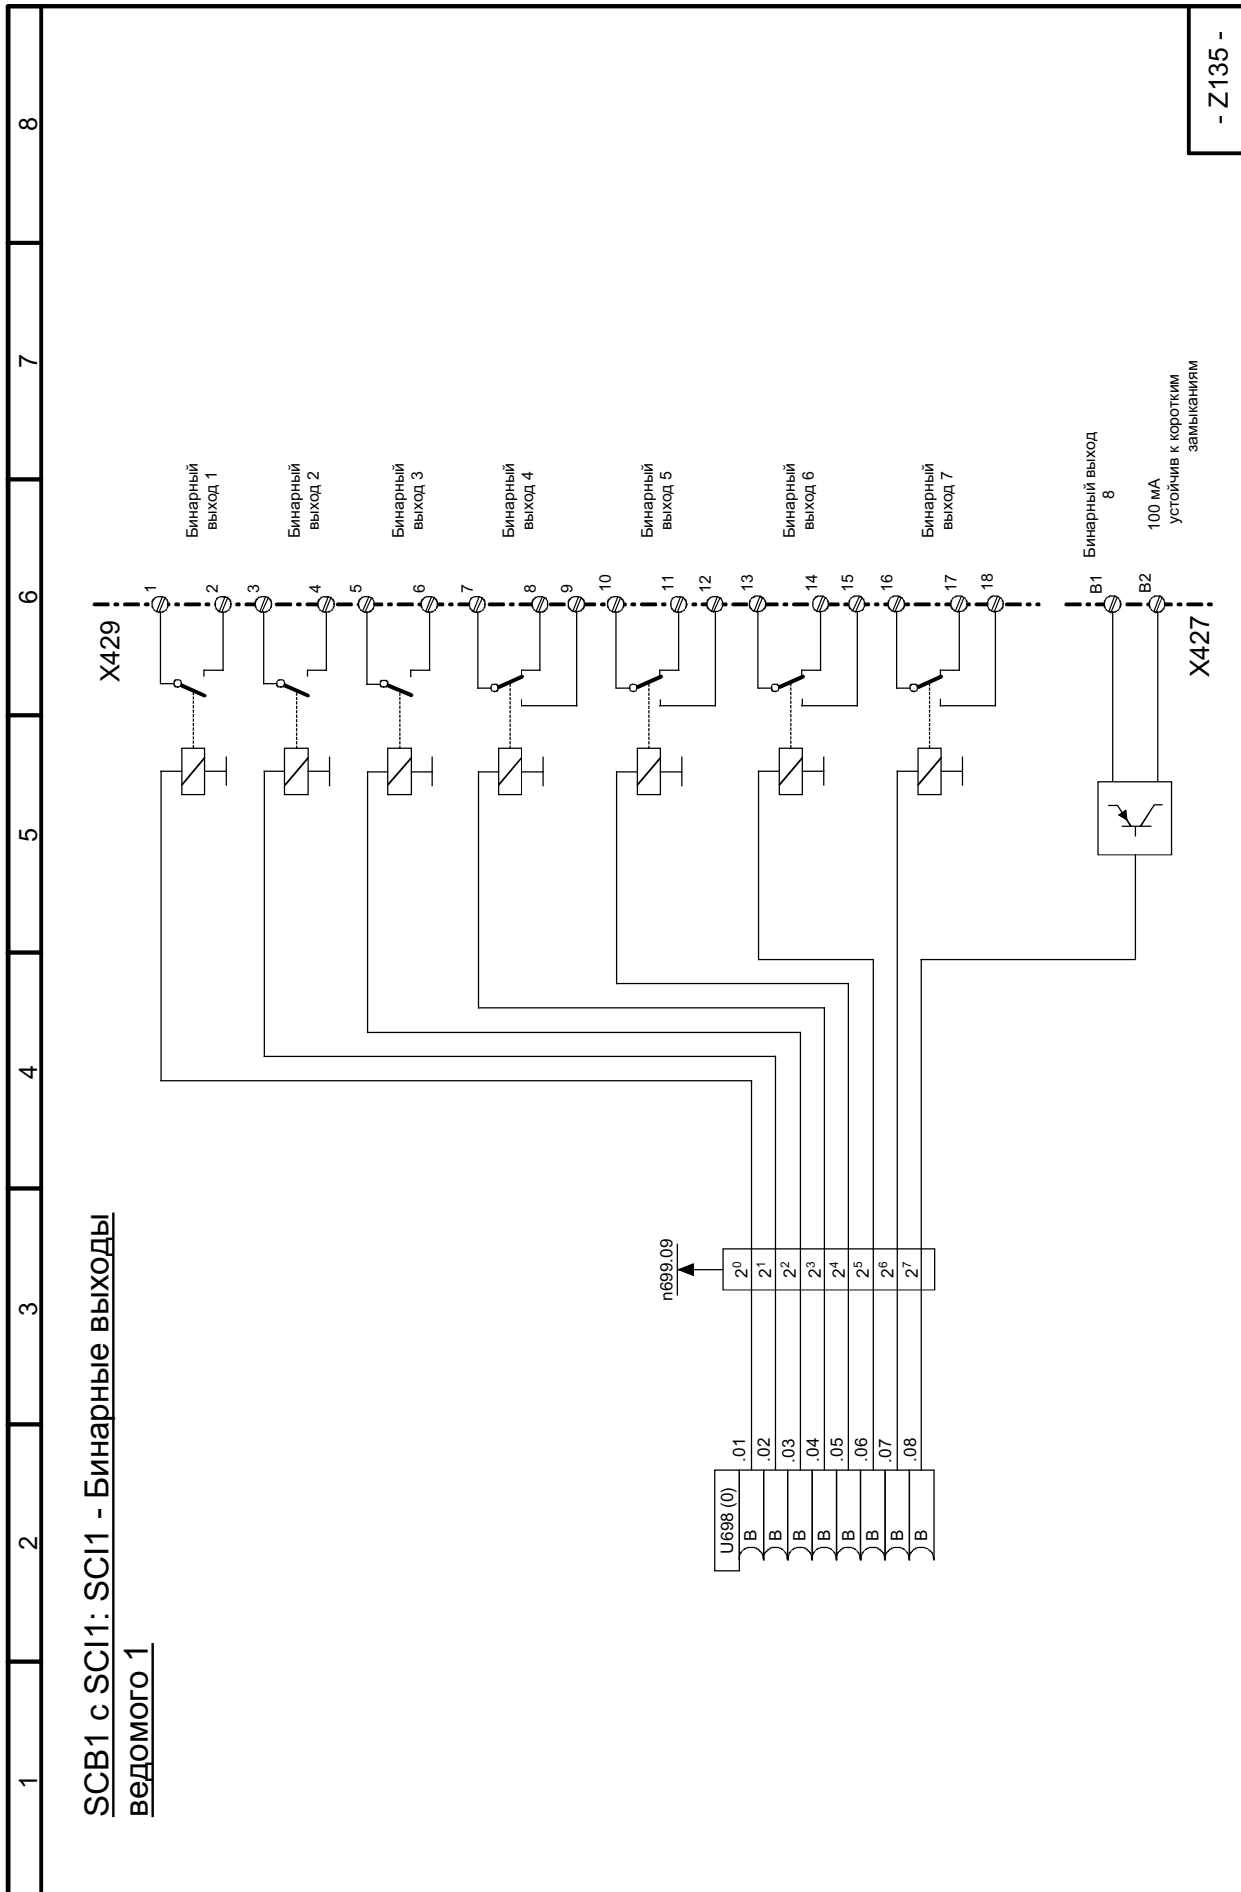 1 2 3 4 5 6 7 8
SCB1 с SCI1: SCI1 - Бинарные выходы
ведомого 1
X429
1
2
Бинарный
выход 1
3
4
Бинарный
выход 2
5
6
Бинарный
выход 3
7
8
9
Бинарный
выход 4
10
11
12
Бинарный
выход 5
13
14
15
Бинарный
выход 6
16
17
18
Бинарный
выход 7
n699.09
2⁰
2¹
2²
2³
2⁴
2⁵
2⁶
2⁷
U698 (0)
B .01
B .02
B .03
B .04
B .05
B .06
B .07
B .08
B1
B2
X427
Бинарный выход
8
100 мА
устойчив к коротким
замыканиям
- Z135 -